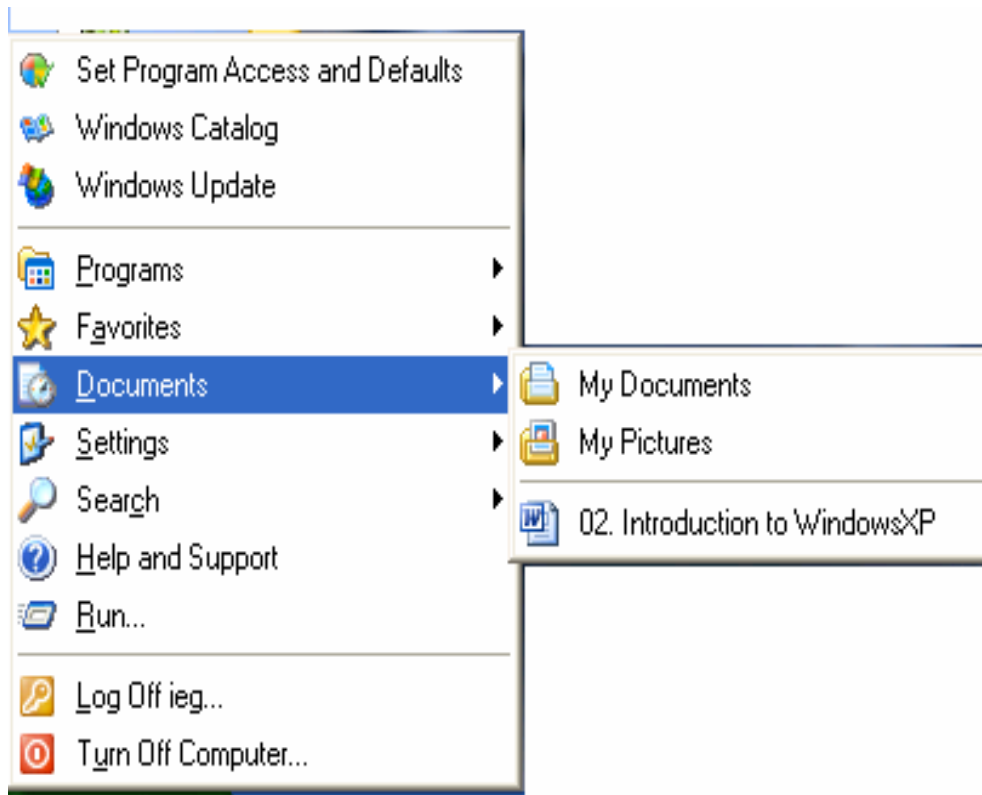 Set Program Access and Defaults
Windows Catalog
Windows Update
Programs
Favorites
Documents
My Documents
My Pictures
02. Introduction to WindowsXP
Settings
Search
Help and Support
Run...
Log Off ieg...
Turn Off Computer...